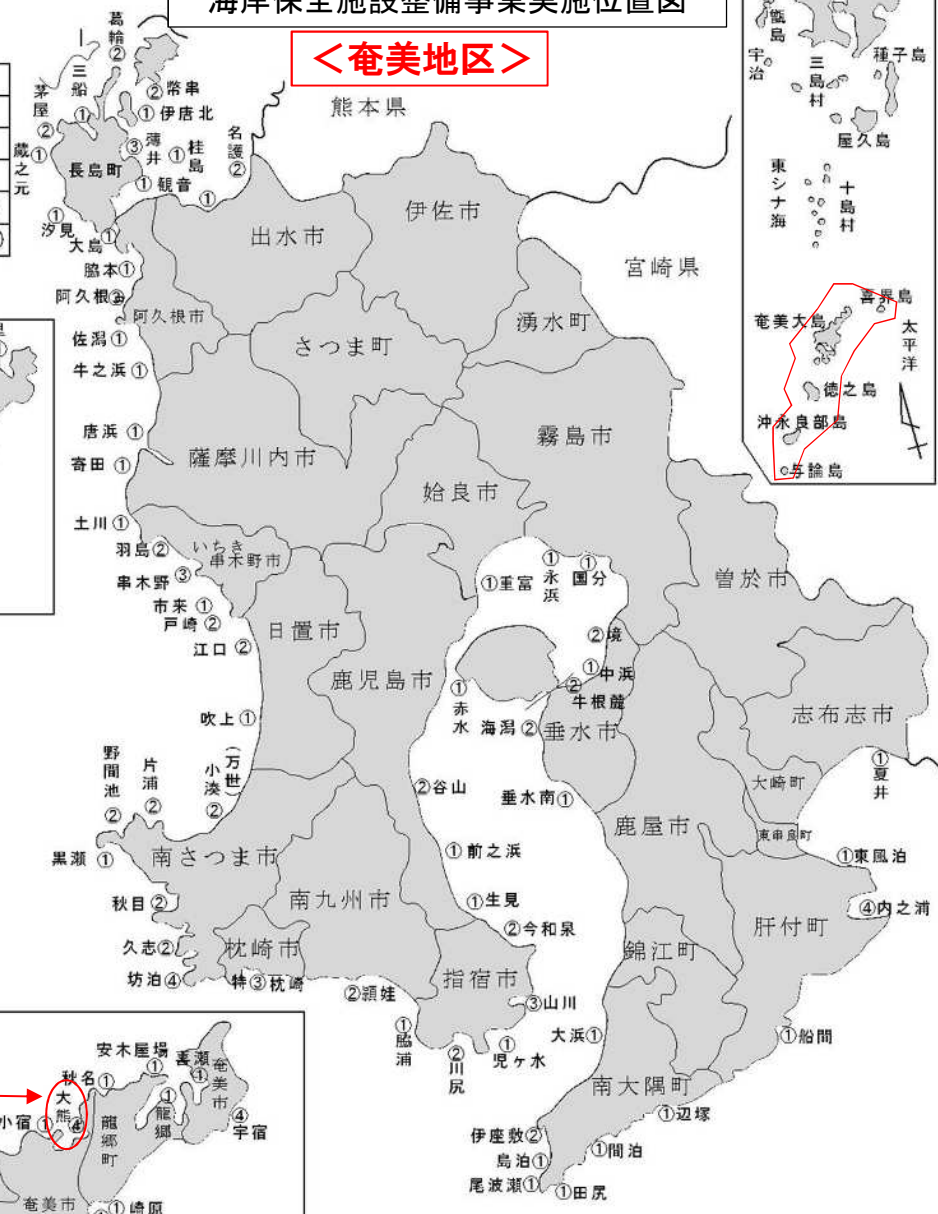 海岸保全施設整備事業実施位置図
＜奄美地区＞
熊本県
宮崎県
葛輪
②
三船
①
幣串
②
伊唐北
①
茅屋
②
蔵之元
①
長島町
薄井
③
桂島
①
観音
①
名護
②
①
汐見
①
大島
①
脇本①
阿久根
阿久根市
佐潟①
牛之浜①
唐浜①
寄田①
土川①
羽島②
串木野③
市来①
戸崎②
江口②
吹上①
出水市
伊佐市
さつま町
湧水町
薩摩川内市
霧島市
姶良市
いちき
串木野市
日置市
鹿児島市
曽於市
志布志市
垂水市
大崎町
東串良町
鹿屋市
肝付町
錦江町
南大隅町
南さつま市
南九州市
枕崎市
指宿市
①重富
①永浜
①国分
②境
①中浜
②牛根麓
①赤水
海潟②
垂水南①
(万世)
小湊
②
片浦
②
野間池
②
黒瀬①
秋目②
久志②
坊泊④
特③枕崎
②頴娃
①脇浦
②川尻
①児ヶ水
③山川
②今和泉
①生見
①前之浜
②谷山
①夏井
①東風泊
④内之浦
①船間
大浜①
①辺塚
伊座敷②
①間泊
島泊①
尾波瀬①
①田尻
甑島
宇治
三島村
種子島
屋久島
東シナ海
十島村
喜界島
奄美大島
太平洋
徳之島
沖永良部島
与論島
安木屋場
①
喜瀬
①
奄美市
秋名①
大熊
④
小宿①
龍郷町
①
龍郷
④
宇宿
奄美市
①崎原